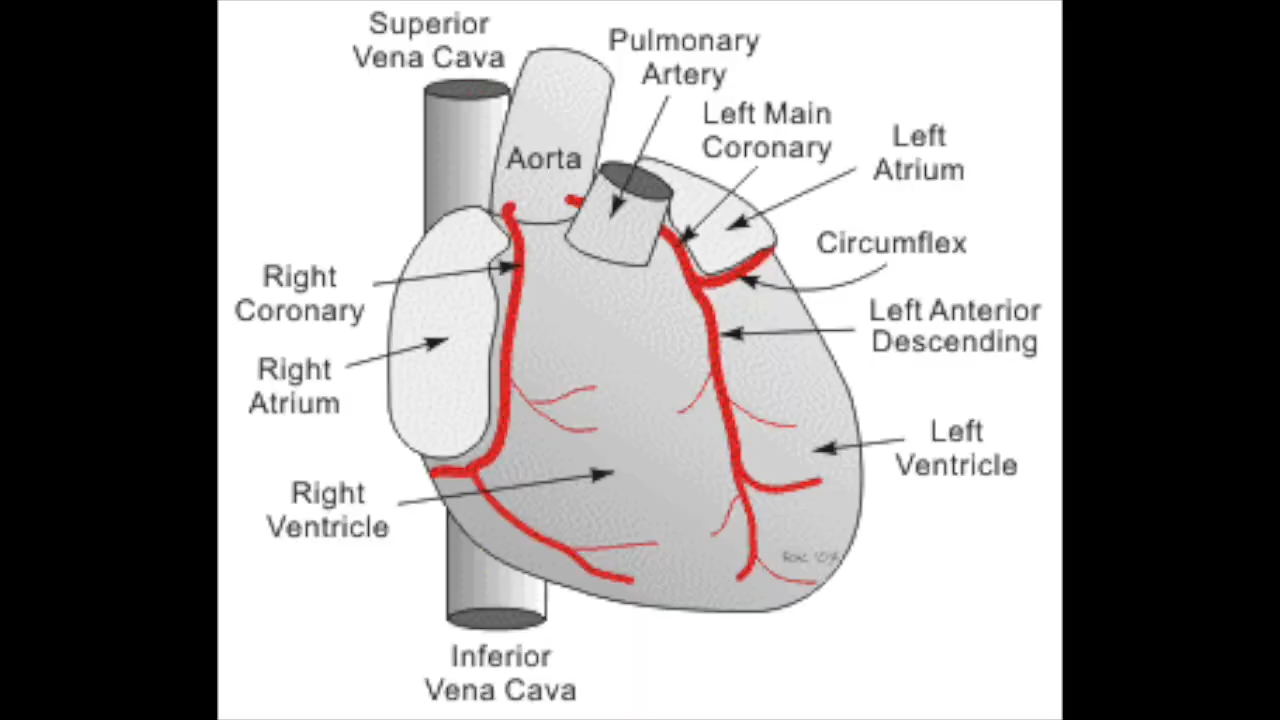 Superior
Vena Cava
Pulmonary
Artery
Left Main
Coronary
Left
Atrium
Aorta
Circumflex
Right
Coronary
Left Anterior
Descending
Right
Atrium
Left
Ventricle
Right
Ventricle
Inferior
Vena Cava